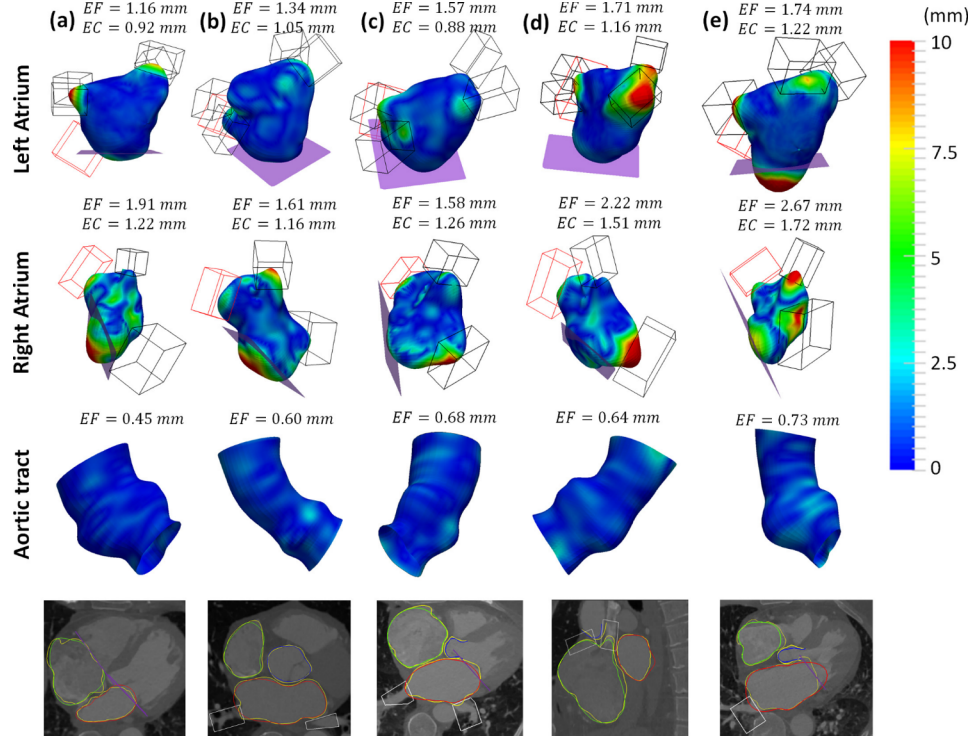 (a) EF = 1.16 mm
EC = 0.92 mm
(b) EF = 1.34 mm
EC = 1.05 mm
(c) EF = 1.57 mm
EC = 0.88 mm
(d) EF = 1.71 mm
EC = 1.16 mm
(e) EF = 1.74 mm
EC = 1.22 mm
(mm)
10
7.5
5
2.5
0
Left Atrium
EF = 1.91 mm
EC = 1.22 mm
EF = 1.61 mm
EC = 1.16 mm
EF = 1.58 mm
EC = 1.26 mm
EF = 2.22 mm
EC = 1.51 mm
EF = 2.67 mm
EC = 1.72 mm
Right Atrium
EF = 0.45 mm
EF = 0.60 mm
EF = 0.68 mm
EF = 0.64 mm
EF = 0.73 mm
Aortic tract